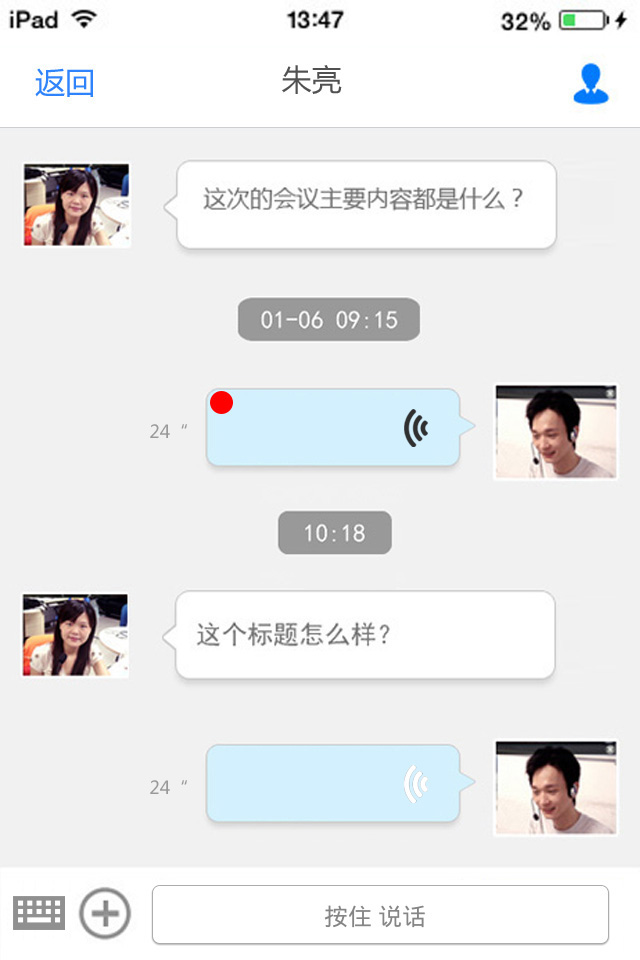 iPad 13:47 32%
返回 朱亮
这次的会议主要内容都是什么？
01-06 09:15
24 "
10:18
这个标题怎么样？
24 "
按住 说话